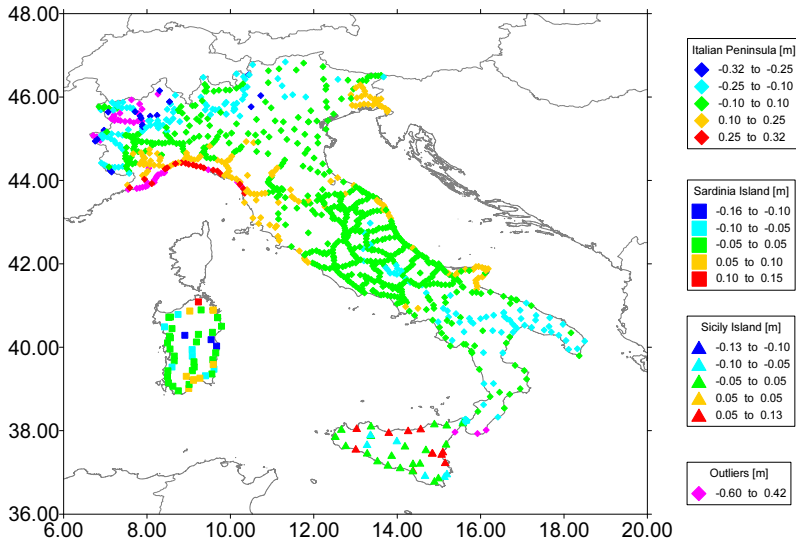 48.00
46.00
44.00
42.00
40.00
38.00
36.00
6.00 8.00 10.00 12.00 14.00 16.00 18.00 20.00
Italian Peninsula [m]
-0.32 to -0.25
-0.25 to -0.10
-0.10 to 0.10
0.10 to 0.25
0.25 to 0.32
Sardinia Island [m]
-0.16 to -0.10
-0.10 to -0.05
-0.05 to 0.05
0.05 to 0.10
0.10 to 0.15
Sicily Island [m]
-0.13 to -0.10
-0.10 to -0.05
-0.05 to 0.05
0.05 to 0.05
0.05 to 0.13
Outliers [m]
-0.60 to 0.42